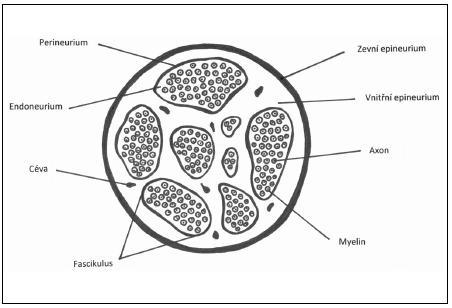 Perineurium
Zevní epineurium
Endoneurium
Vnitřní epineurium
Axon
Céva
Myelin
Fascikulus